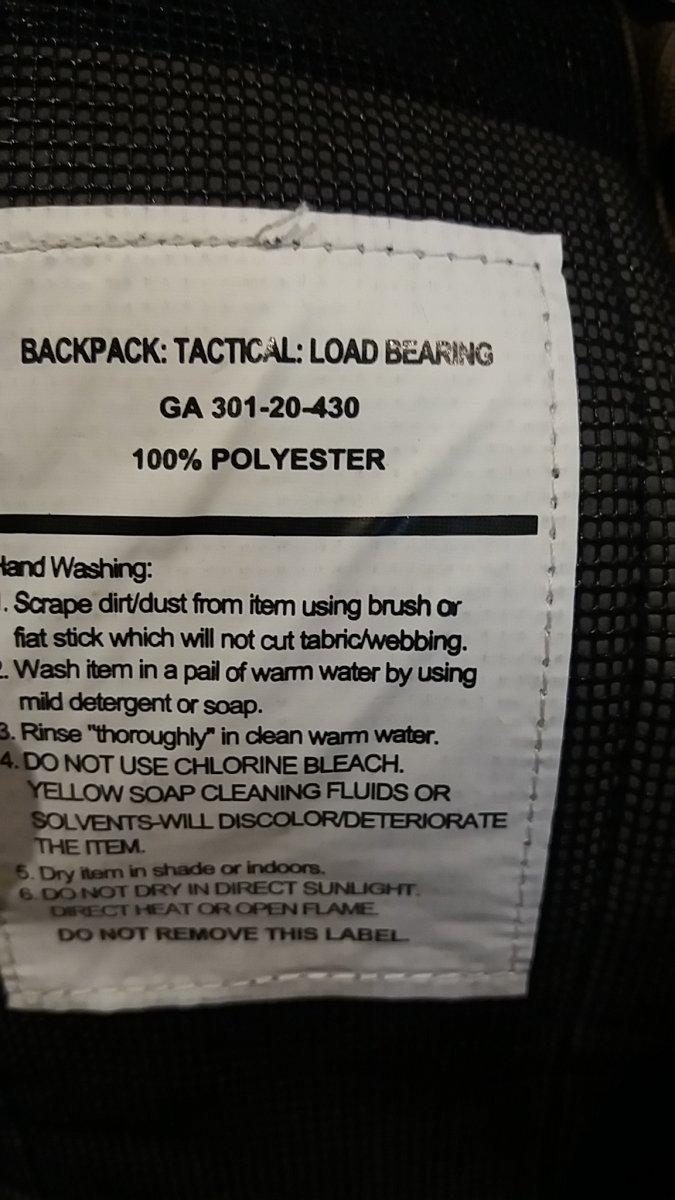 BACKPACK: TACTICAL: LOAD BEARING
GA 301-20-430
100% POLYESTER
Hand Washing:
1. Scrape dirt/dust from item using brush or
fiat stick which will not cut tabric/webbing.
2. Wash item in a pail of warm water by using
mild detergent or soap.
3. Rinse "thoroughly" in clean warm water.
4. DO NOT USE CHLORINE BLEACH.
YELLOW SOAP CLEANING FLUIDS OR
SOLVENTS-WILL DISCOLOR/DETERIORATE
THE ITEM.
5. Dry item in shade or indoors.
6. DO NOT DRY IN DIRECT SUNLIGHT.
DIRECT HEAT OR OPEN FLAME.
DO NOT REMOVE THIS LABEL.